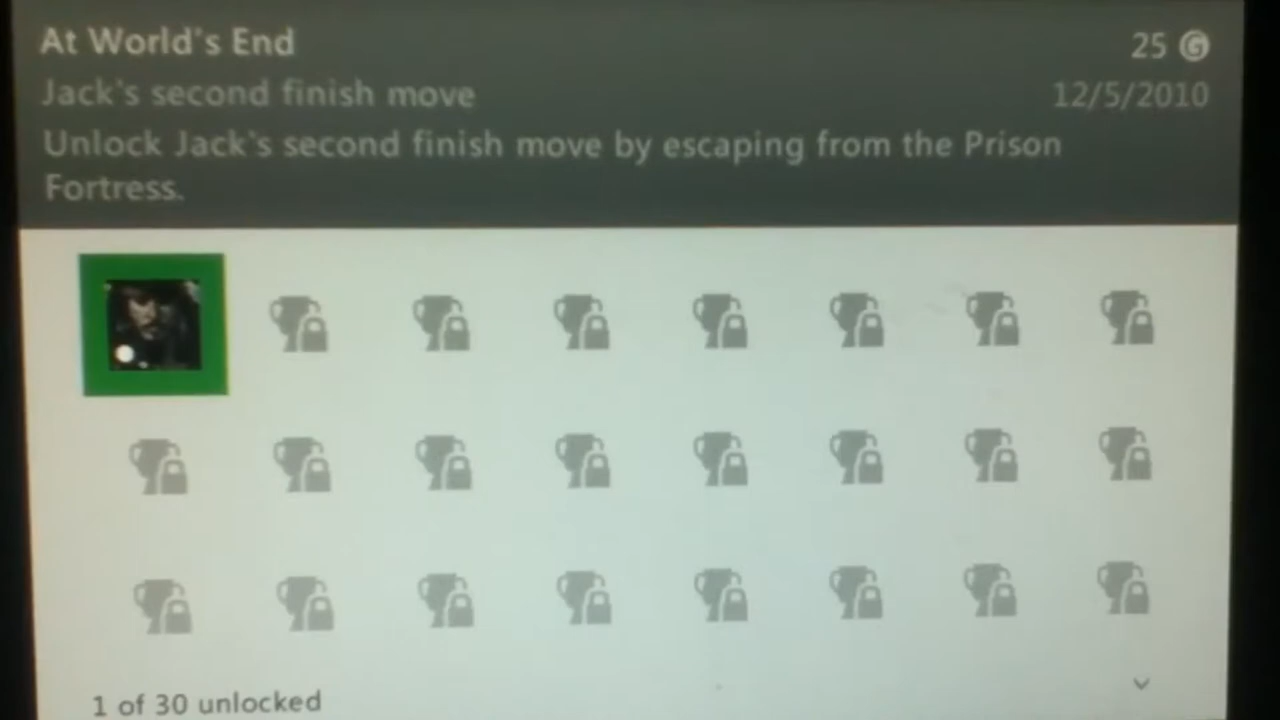 At World's End
25 G
Jack's second finish move
12/5/2010
Unlock Jack's second finish move by escaping from the Prison
Fortress.
1 of 30 unlocked